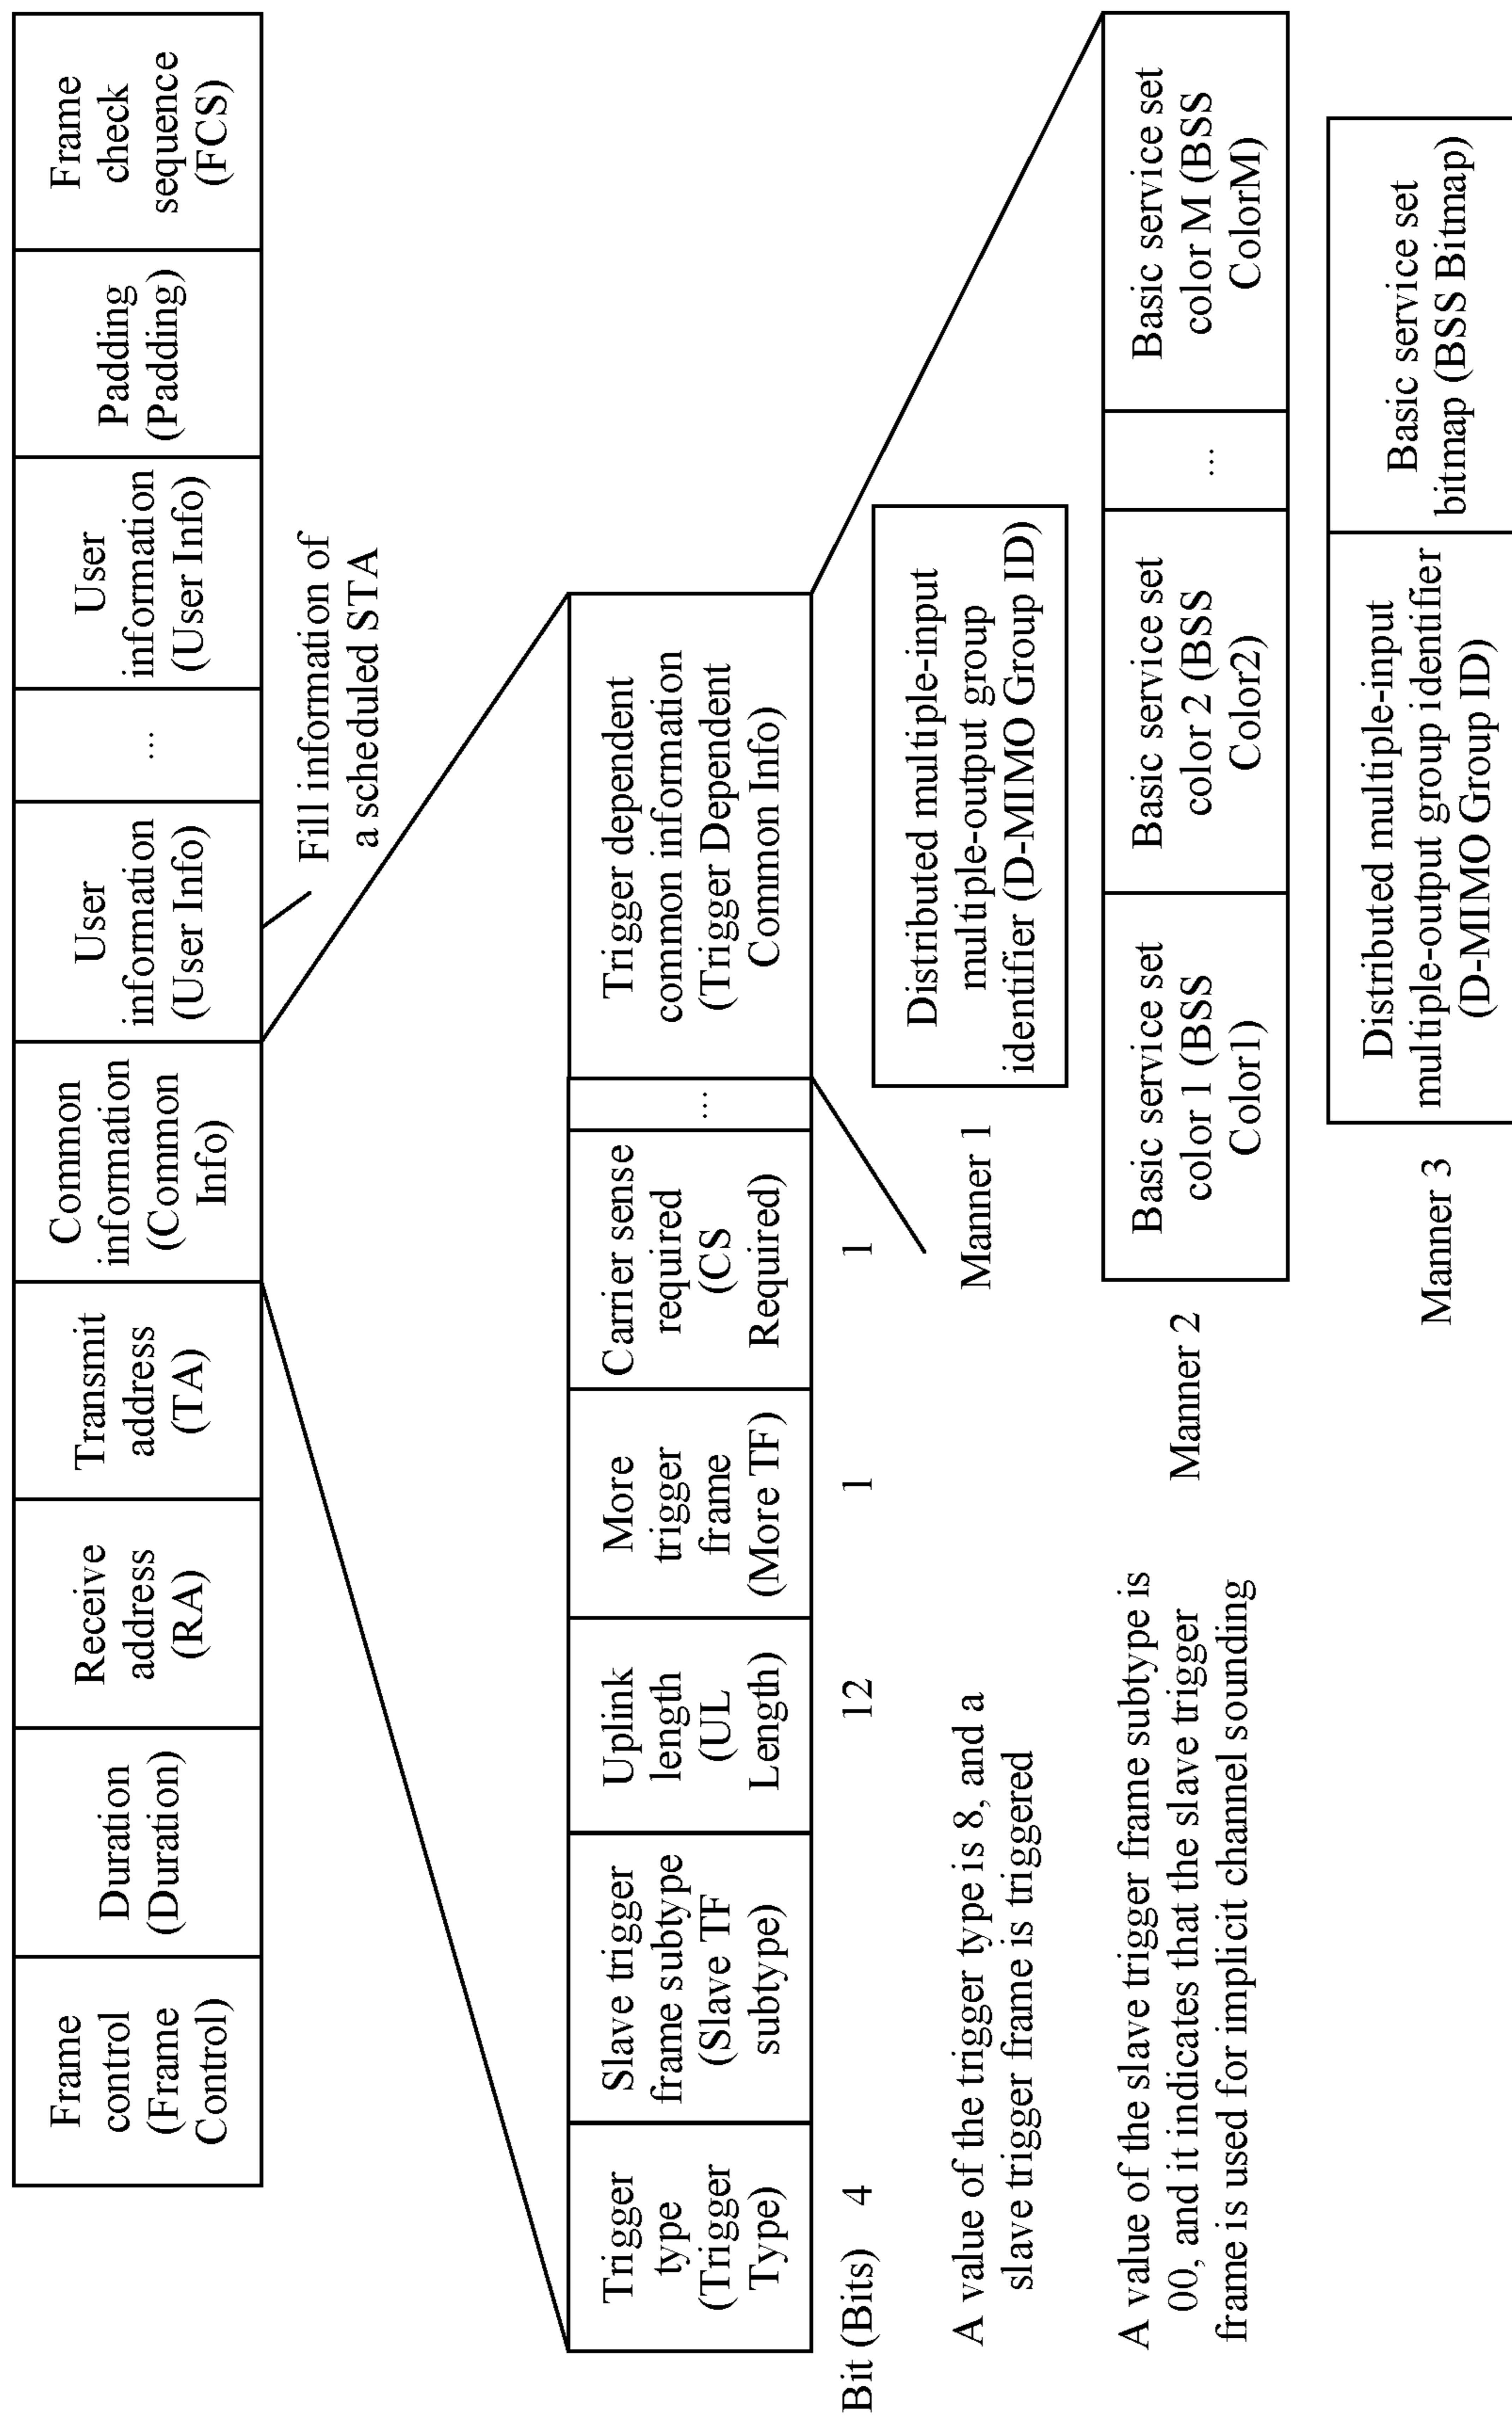 Frame
control
(Frame
Control)
Duration
(Duration)
Receive
address
(RA)
Transmit
address
(TA)
Common
information
(Common
Info)
User
information
(User Info)
...
User
information
(User Info)
Padding
(Padding)
Frame
check
sequence
(FCS)
Fill information of
a scheduled STA
Trigger
type
(Trigger
Type)
Slave trigger
frame subtype
(Slave TF
subtype)
Uplink
length
(UL
Length)
More
trigger
frame
(More TF)
Carrier sense
required
(CS
Required)
...
Trigger dependent
common information
(Trigger Dependent
Common Info)
Bit (Bits) 4 12 1 1
A value of the trigger type is 8, and a
slave trigger frame is triggered
A value of the slave trigger frame subtype is
00, and it indicates that the slave trigger
frame is used for implicit channel sounding
Manner 1
Distributed multiple-input
multiple-output group
identifier (D-MIMO Group ID)
Manner 2
Basic service set
color 1 (BSS
Color1)
Basic service set
color 2 (BSS
Color2)
...
Basic service set
color M (BSS
ColorM)
Manner 3
Distributed multiple-input
multiple-output group identifier
(D-MIMO Group ID)
Basic service set
bitmap (BSS Bitmap)